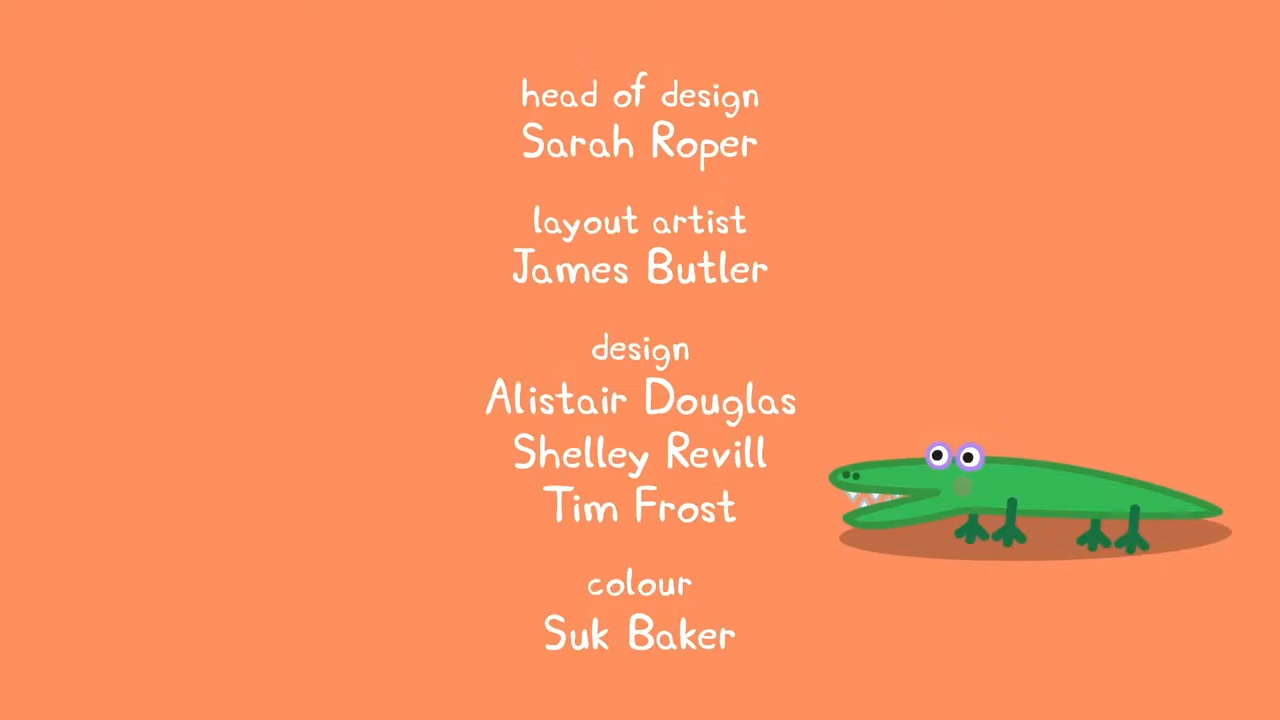 head of design
Sarah Roper
layout artist
James Butler
design
Alistair Douglas
Shelley Revill
Tim Frost
colour
Suk Baker